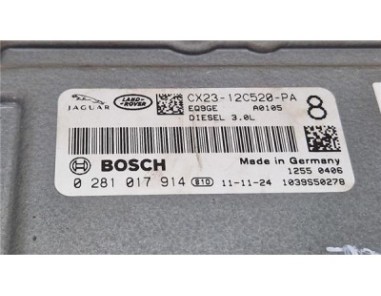 JAGUAR
LAND ROVER
CX23-12C520-PA
8
EQ9GE A0105
DIESEL 3.0L
BOSCH
Made in Germany
1255 0406
0 281 017 914 B10 11-11-24 1039S50278